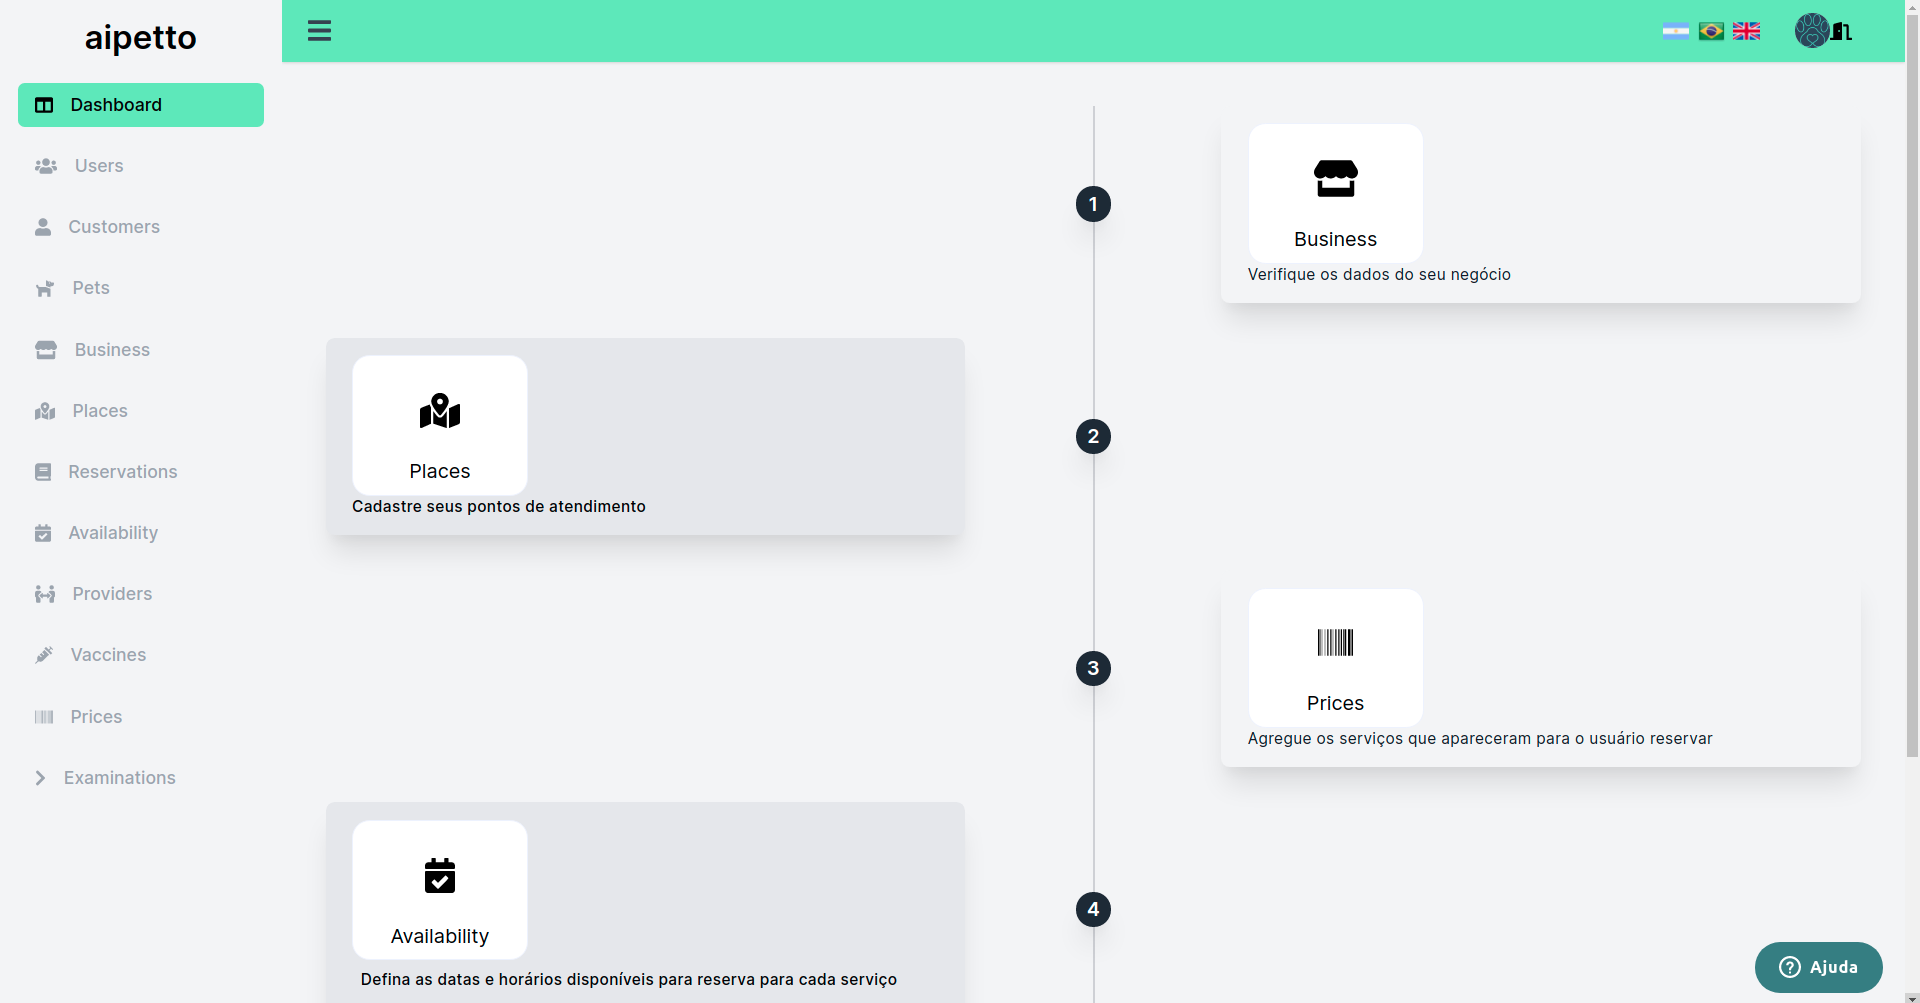 aipetto
Dashboard
Users
Customers
Pets
Business
Places
Reservations
Availability
Providers
Vaccines
Prices
Examinations
1
Business
Verifique os dados do seu negócio
Places
Cadastre seus pontos de atendimento
2
3
Prices
Agregue os serviços que apareceram para o usuário reservar
Availability
Defina as datas e horários disponíveis para reserva para cada serviço
4
Ajuda